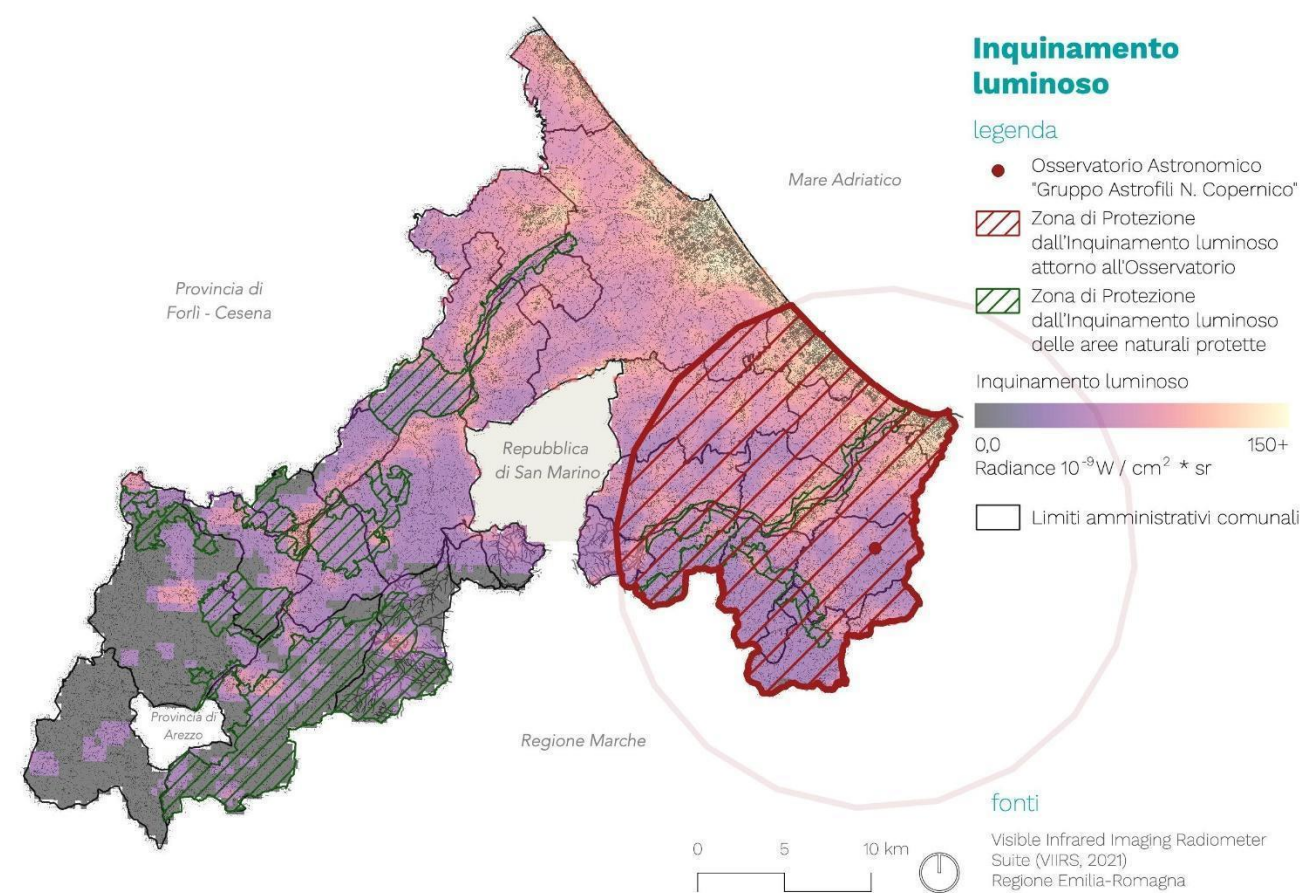 Inquinamento
luminoso
legenda
Osservatorio Astronomico
"Gruppo Astrofili N. Copernico"
Zona di Protezione
dall'Inquinamento luminoso
attorno all'Osservatorio
Zona di Protezione
dall'Inquinamento luminoso
delle aree naturali protette
Inquinamento luminoso
0,0 150+
Radiance 10⁻⁹W / cm² * sr
Limiti amministrativi comunali
Mare Adriatico
Provincia di
Forlì - Cesena
Repubblica
di San Marino
Provincia di
Arezzo
Regione Marche
0 5 10 km
fonti
Visible Infrared Imaging Radiometer
Suite (VIIRS, 2021)
Regione Emilia-Romagna